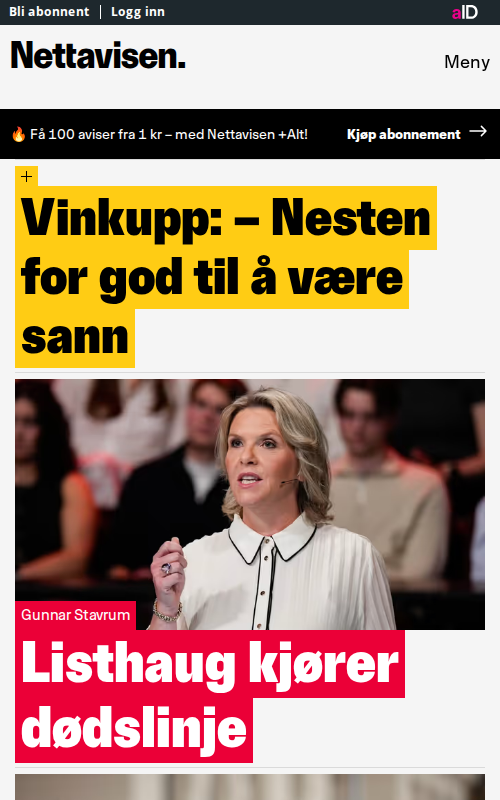 Bli abonnent | Logg inn
aID
Nettavisen.
Meny
🔥 Få 100 aviser fra 1 kr – med Nettavisen +Alt!
Kjøp abonnement →
+
Vinkupp: – Nesten
for god til å være
sann
Gunnar Stavrum
Listhaug kjører
dødslinje